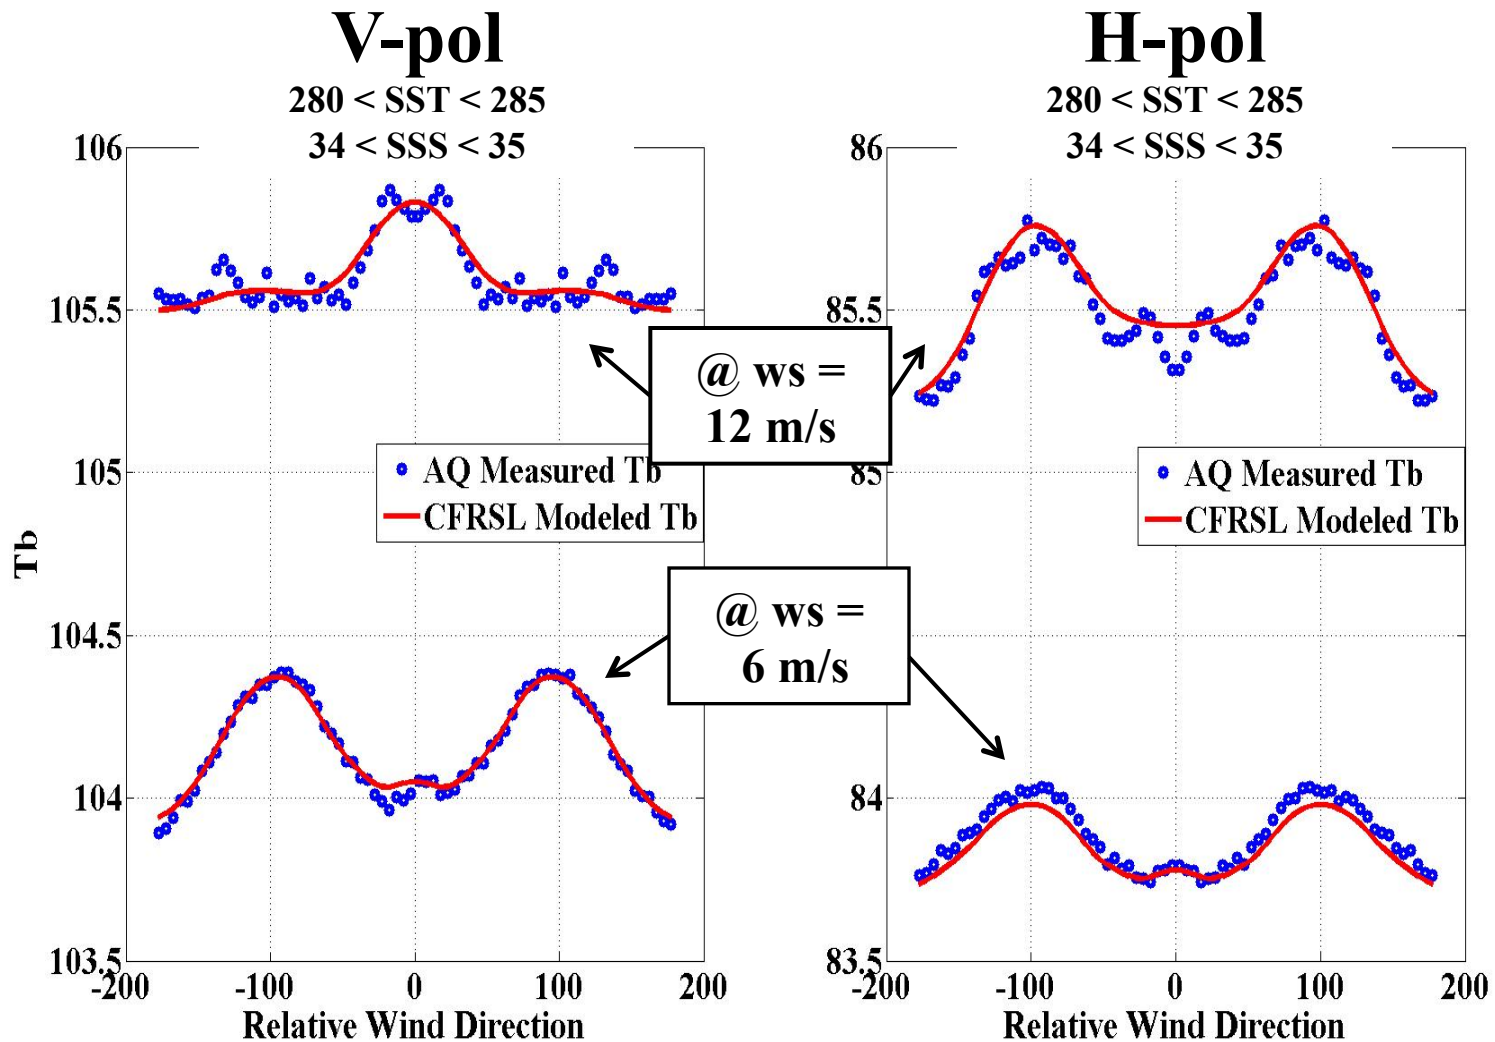 V-pol
280 < SST < 285
34 < SSS < 35
106
105.5
105
104.5
104
103.5
Tb
-200
-100
0
100
200
Relative Wind Direction
AQ Measured Tb
CFRSL Modeled Tb
@ ws =
12 m/s
@ ws =
6 m/s
H-pol
280 < SST < 285
34 < SSS < 35
86
85.5
85
84
83.5
-200
-100
0
100
200
Relative Wind Direction
AQ Measured Tb
CFRSL Modeled Tb